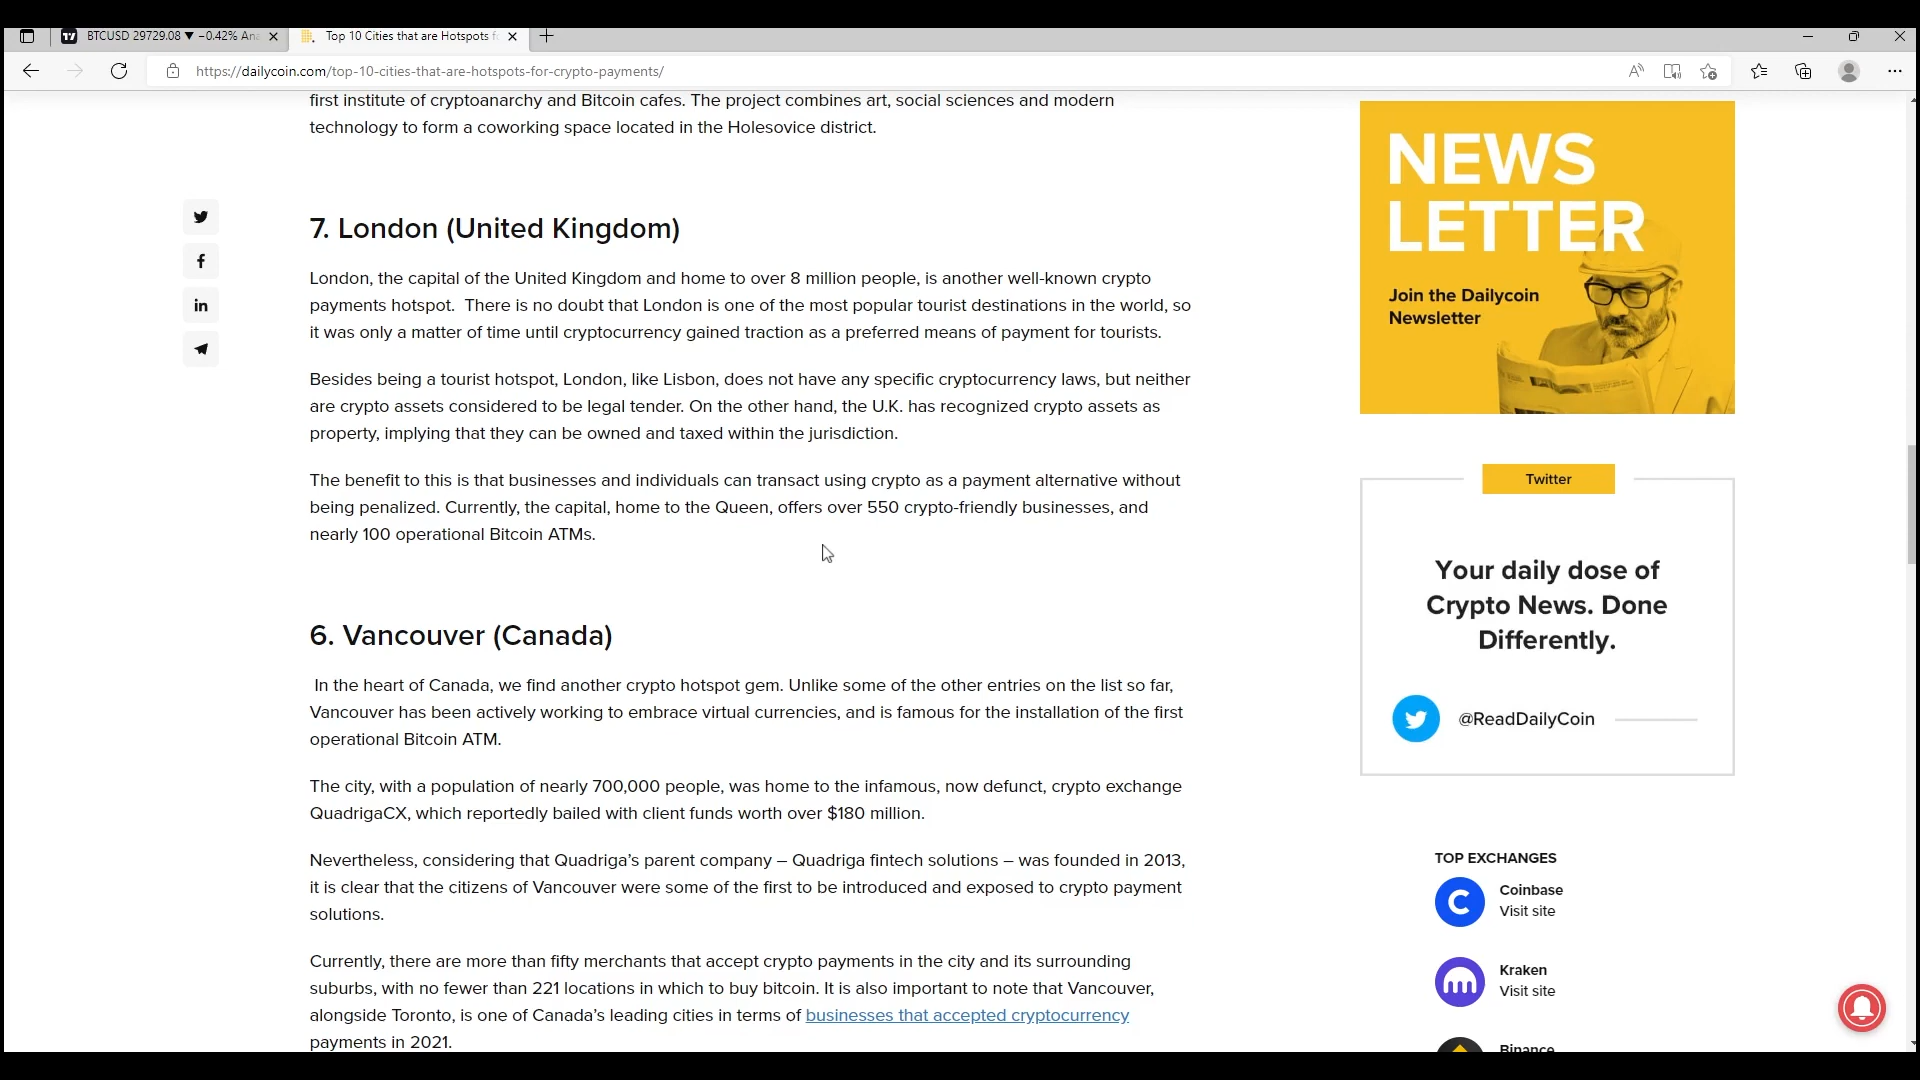 BTCUSD 29729.08 ▼ −0.42% Ana
Top 10 Cities that are Hotspots f
https://dailycoin.com/top-10-cities-that-are-hotspots-for-crypto-payments/
first institute of cryptoanarchy and Bitcoin cafes. The project combines art, social sciences and modern
technology to form a coworking space located in the Holesovice district.
7. London (United Kingdom)
London, the capital of the United Kingdom and home to over 8 million people, is another well-known crypto
payments hotspot.  There is no doubt that London is one of the most popular tourist destinations in the world, so
it was only a matter of time until cryptocurrency gained traction as a preferred means of payment for tourists.
Besides being a tourist hotspot, London, like Lisbon, does not have any specific cryptocurrency laws, but neither
are crypto assets considered to be legal tender. On the other hand, the U.K. has recognized crypto assets as
property, implying that they can be owned and taxed within the jurisdiction.
The benefit to this is that businesses and individuals can transact using crypto as a payment alternative without
being penalized. Currently, the capital, home to the Queen, offers over 550 crypto-friendly businesses, and
nearly 100 operational Bitcoin ATMs.
6. Vancouver (Canada)
In the heart of Canada, we find another crypto hotspot gem. Unlike some of the other entries on the list so far,
Vancouver has been actively working to embrace virtual currencies, and is famous for the installation of the first
operational Bitcoin ATM.
The city, with a population of nearly 700,000 people, was home to the infamous, now defunct, crypto exchange
QuadrigaCX, which reportedly bailed with client funds worth over $180 million.
Nevertheless, considering that Quadriga's parent company – Quadriga fintech solutions – was founded in 2013,
it is clear that the citizens of Vancouver were some of the first to be introduced and exposed to crypto payment
solutions.
Currently, there are more than fifty merchants that accept crypto payments in the city and its surrounding
suburbs, with no fewer than 221 locations in which to buy bitcoin. It is also important to note that Vancouver,
alongside Toronto, is one of Canada's leading cities in terms of businesses that accepted cryptocurrency
payments in 2021.
NEWS
LETTER
Join the Dailycoin
Newsletter
Twitter
Your daily dose of
Crypto News. Done
Differently.
@ReadDailyCoin
TOP EXCHANGES
Coinbase
Visit site
Kraken
Visit site
Binance